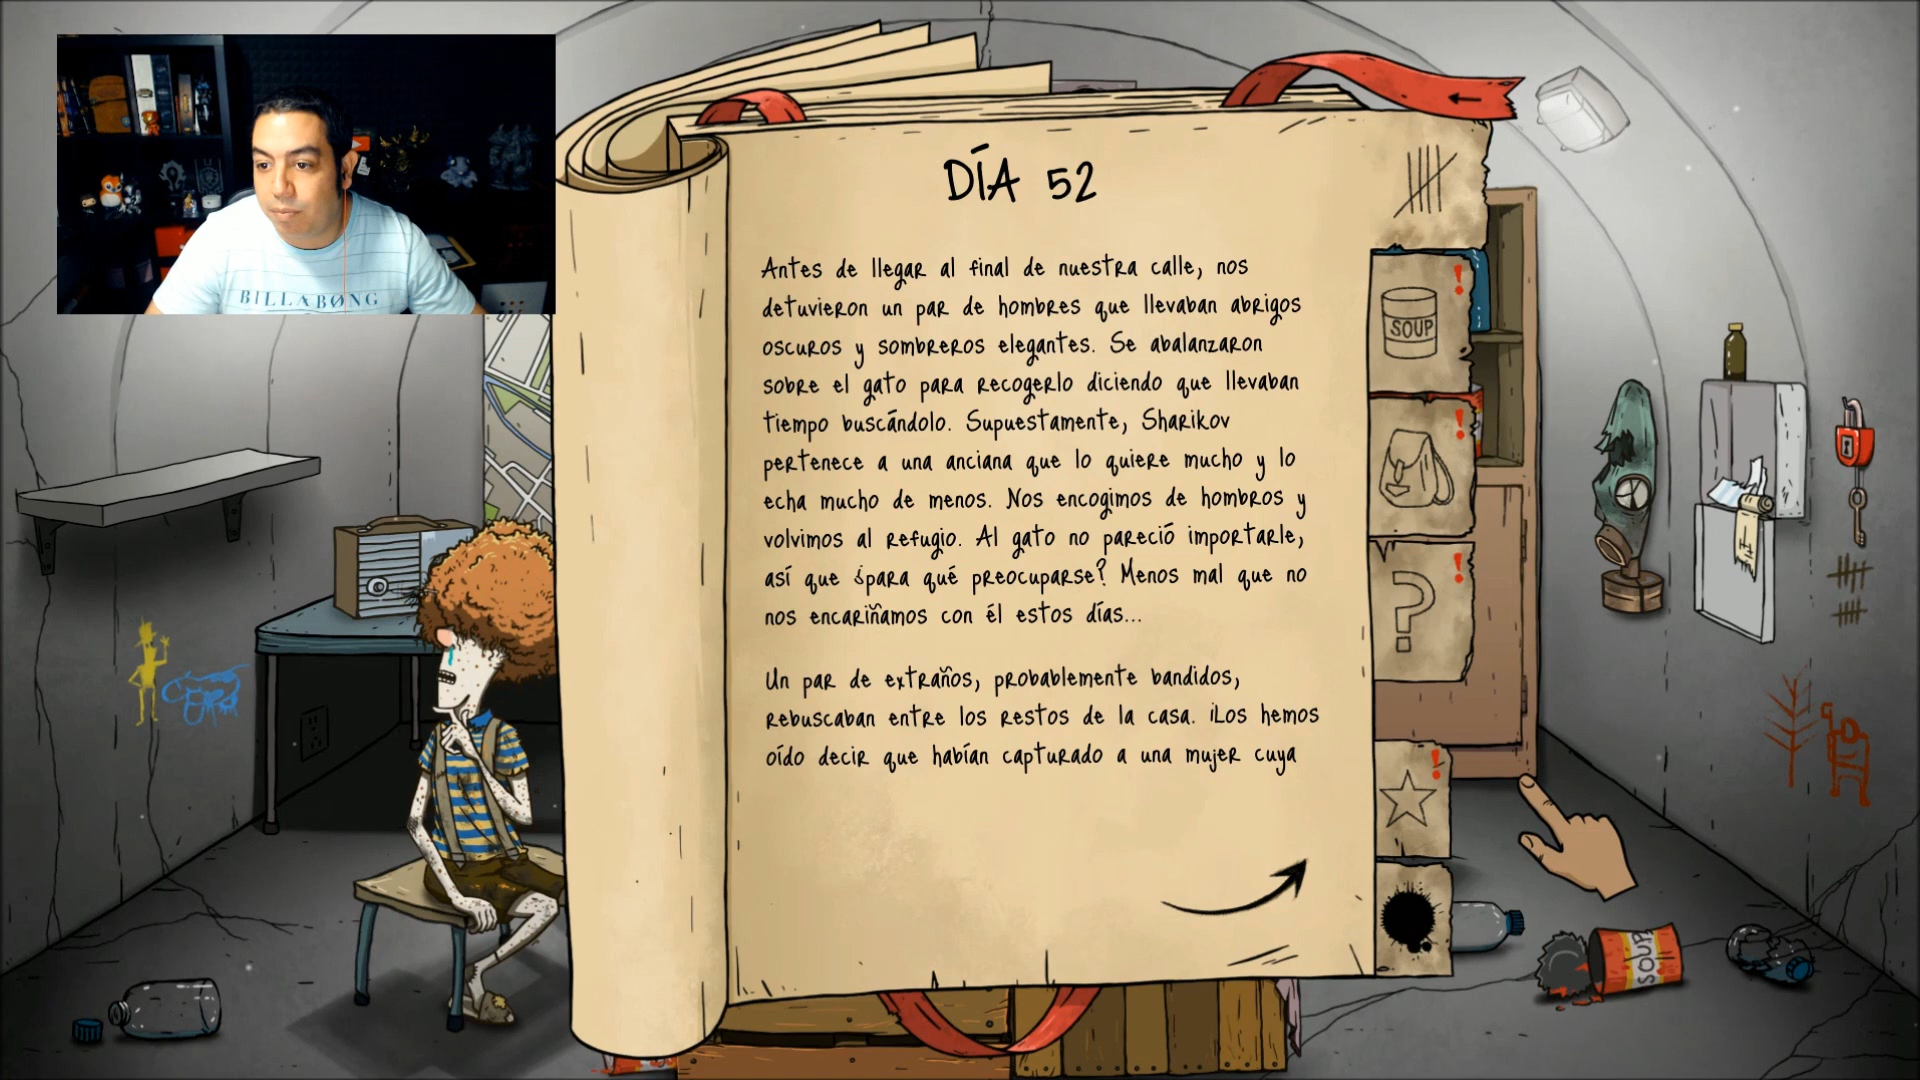 BILLABONG
DÍA 52
Antes de llegar al final de nuestra calle, nos
detuvieron un par de hombres que llevaban abrigos
oscuros y sombreros elegantes. Se abalanzaron
sobre el gato para recogerlo diciendo que llevaban
tiempo buscándolo. Supuestamente, Sharikov
pertenece a una anciana que lo quiere mucho y lo
echa mucho de menos. Nos encogimos de hombros y
volvimos al refugio. Al gato no pareció importarle,
así que ¿para qué preocuparse? Menos mal que no
nos encariñamos con él estos días...
Un par de extraños, probablemente bandidos,
rebuscaban entre los restos de la casa. ¡Los hemos
oído decir que habían capturado a una mujer cuya
SOUP
!
!
?
!
!
SOUP